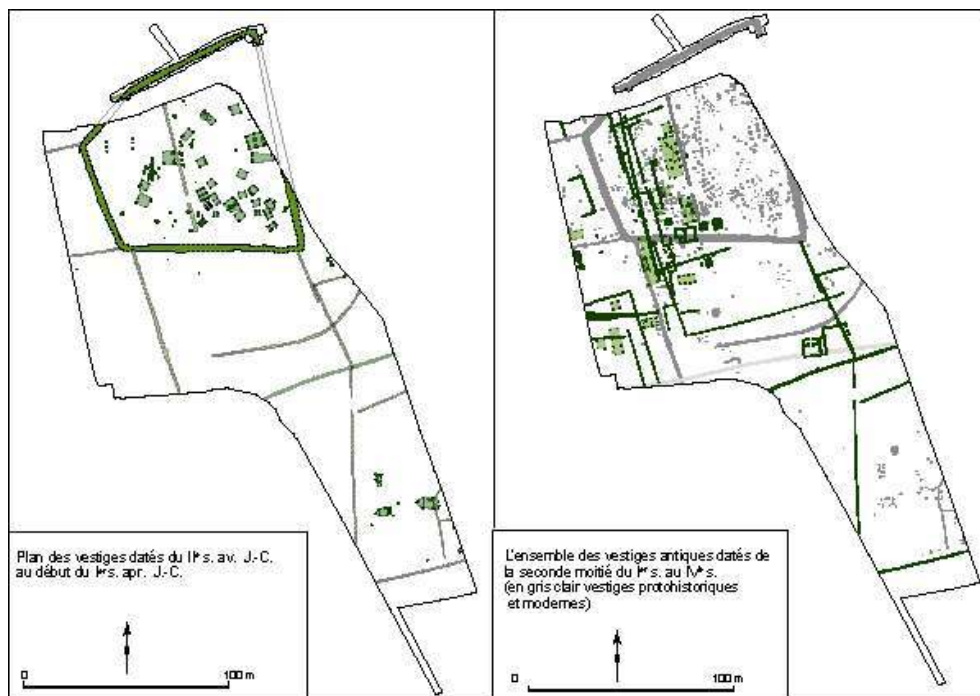 Plan des vestiges datés du IIᵉ s. av. J.-C.
au début du Iᵉʳ s. apr. J.-C.
0 100 m
L'ensemble des vestiges antiques datés de
la seconde moitié du Iᵉʳ s. au IVᵉ s.
(en gris clair vestiges protohistoriques
et modernes)
0 100 m